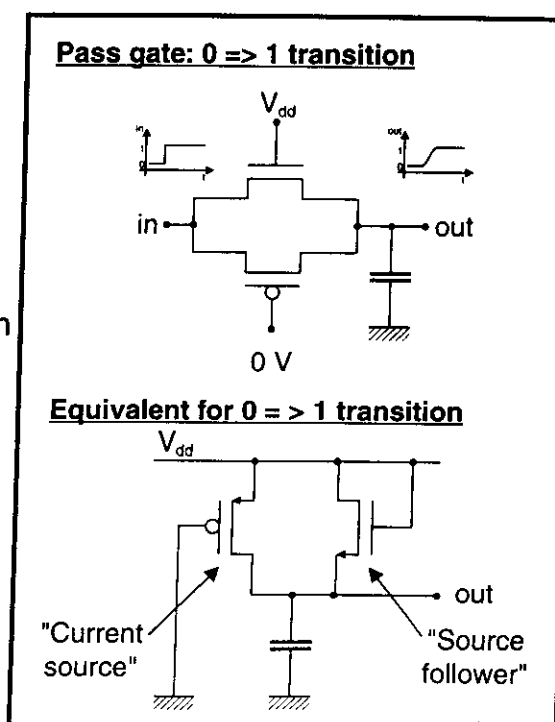 Pass gate: 0 => 1 transition
V_dd
in
1
0
t
out
1
0
t
in
out
0 V
n
Equivalent for 0 = > 1 transition
V_dd
out
"Current
source"
"Source
follower"